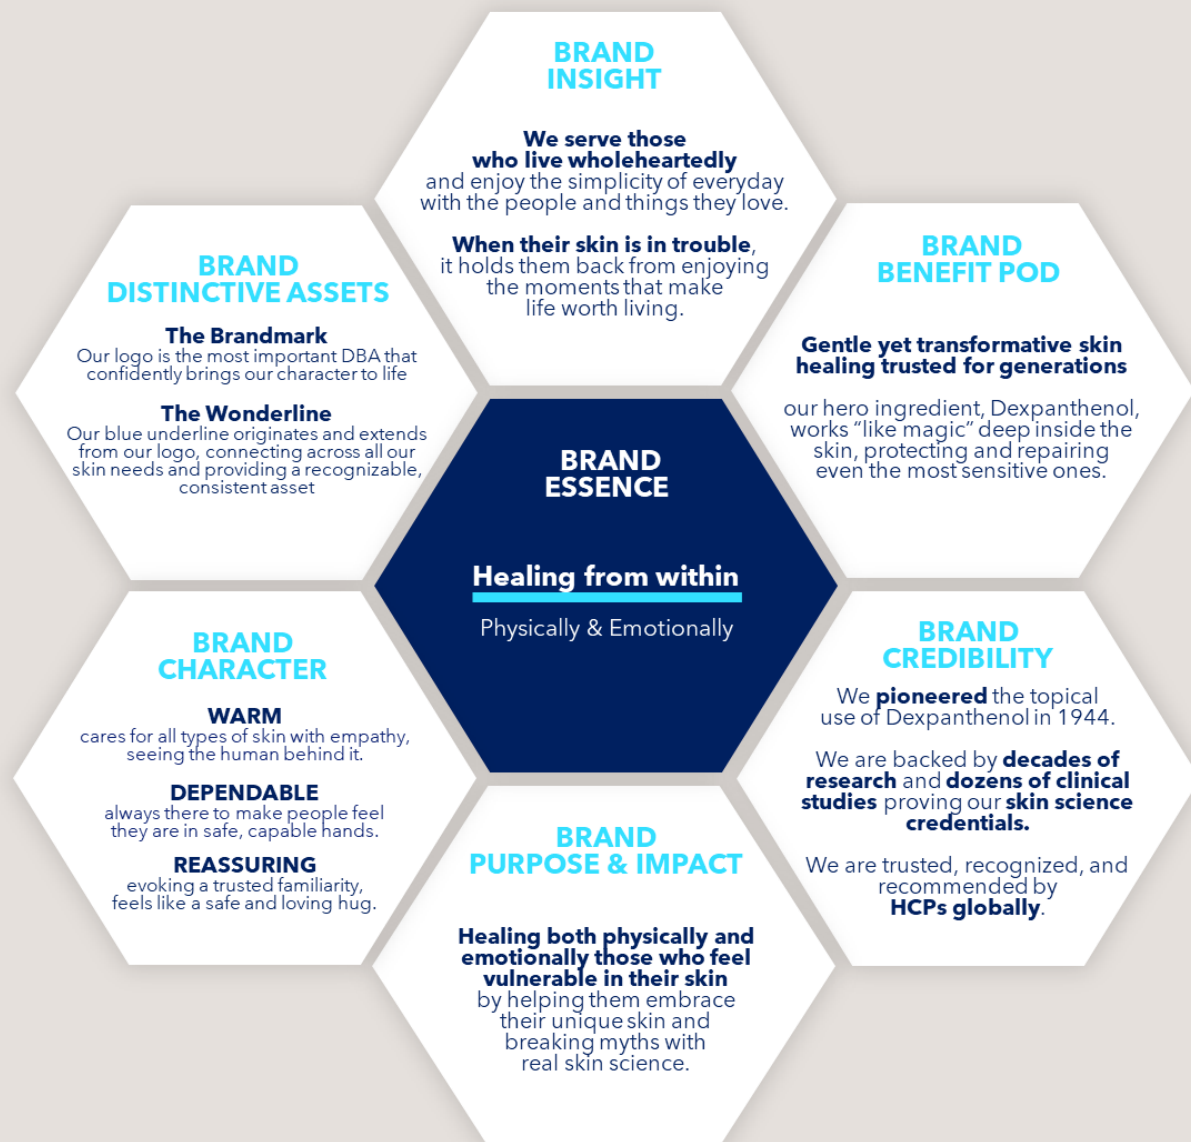 BRAND
INSIGHT
We serve those
who live wholeheartedly
and enjoy the simplicity of everyday
with the people and things they love.
When their skin is in trouble,
it holds them back from enjoying
the moments that make
life worth living.
BRAND
DISTINCTIVE ASSETS
The Brandmark
Our logo is the most important DBA that
confidently brings our character to life
The Wonderline
Our blue underline originates and extends
from our logo, connecting across all our
skin needs and providing a recognizable,
consistent asset
BRAND
BENEFIT POD
Gentle yet transformative skin
healing trusted for generations
our hero ingredient, Dexpanthenol,
works “like magic” deep inside the
skin, protecting and repairing
even the most sensitive ones.
BRAND
ESSENCE
Healing from within
Physically & Emotionally
BRAND
CHARACTER
WARM
cares for all types of skin with empathy,
seeing the human behind it.
DEPENDABLE
always there to make people feel
they are in safe, capable hands.
REASSURING
evoking a trusted familiarity,
feels like a safe and loving hug.
BRAND
CREDIBILITY
We pioneered the topical
use of Dexpanthenol in 1944.
We are backed by decades of
research and dozens of clinical
studies proving our skin science
credentials.
We are trusted, recognized, and
recommended by
HCPs globally.
BRAND
PURPOSE & IMPACT
Healing both physically and
emotionally those who feel
vulnerable in their skin
by helping them embrace
their unique skin and
breaking myths with
real skin science.